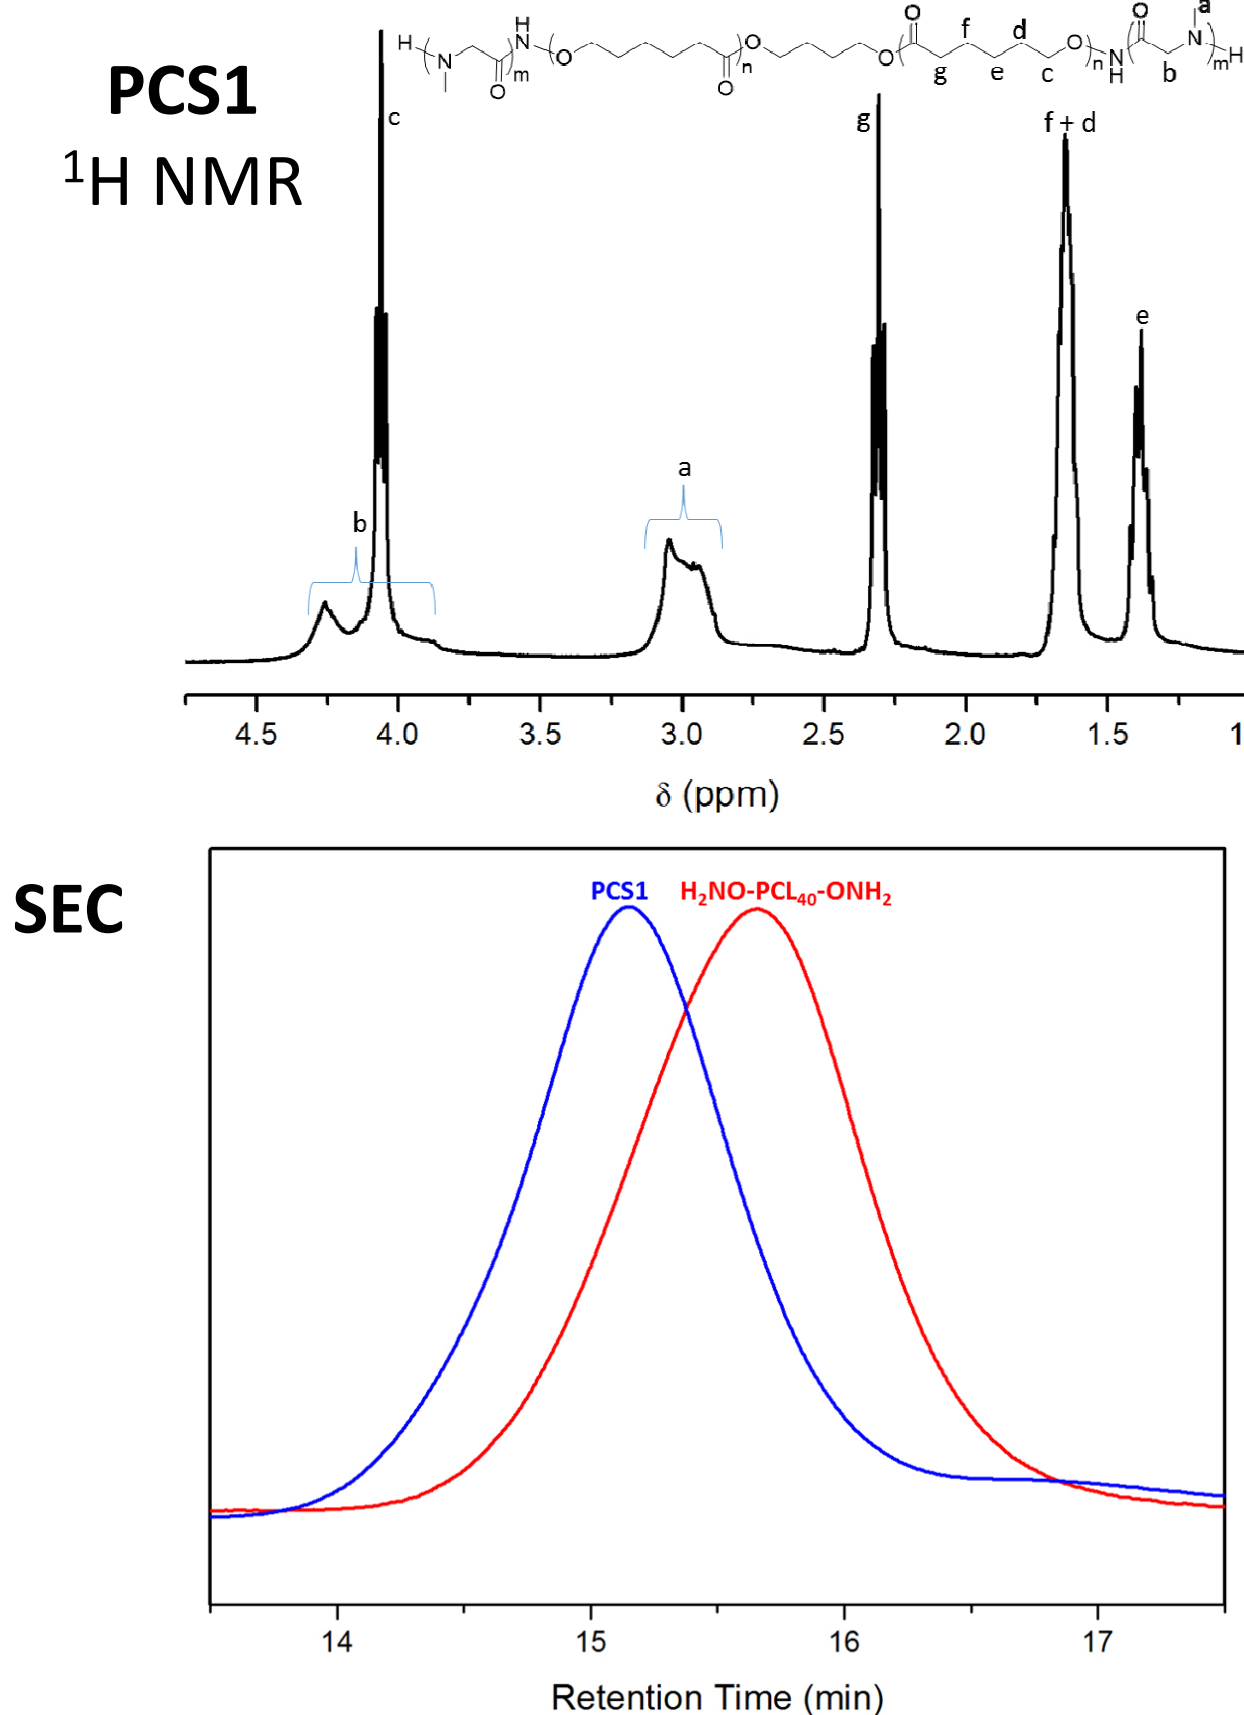 PCS1
¹H NMR
H N m O H N O n O O O O n N H O N a m H
f d
g e c b
c
g
f + d
e
a
b
4.5 4.0 3.5 3.0 2.5 2.0 1.5 1
δ (ppm)
SEC
PCS1 H₂NO-PCL₄₀-ONH₂
14 15 16 17
Retention Time (min)